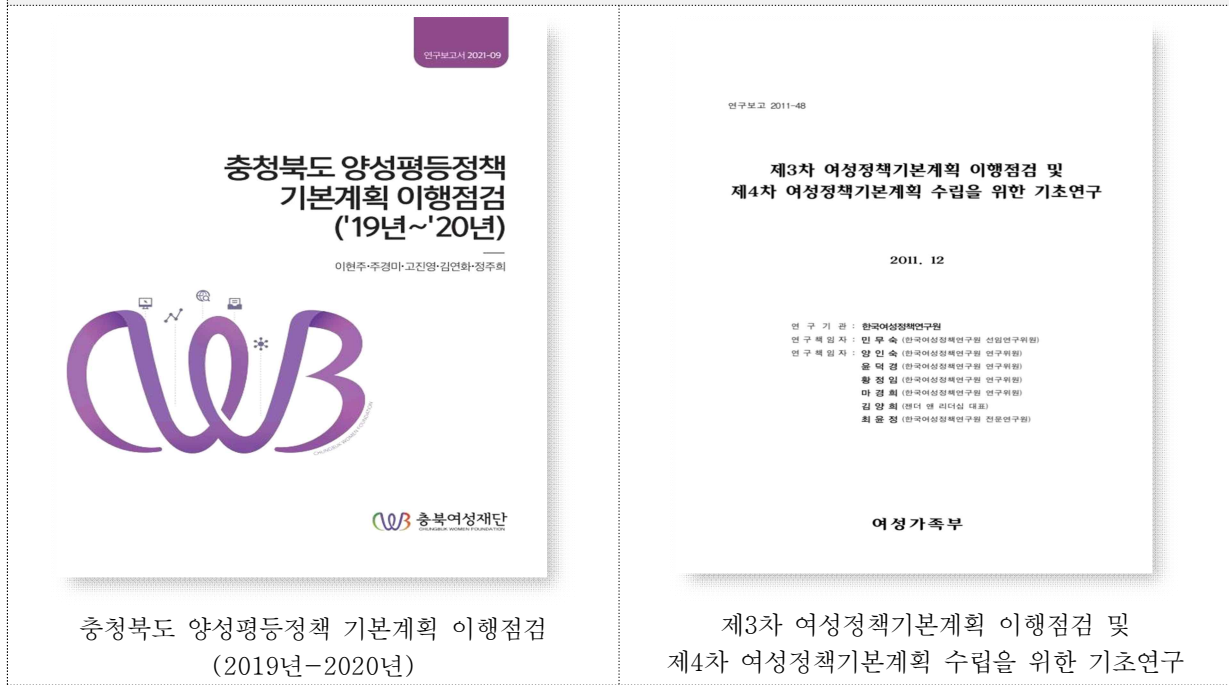 연구보고서 2021-09
충청북도 양성평등정책
기본계획 이행점검
('19년~'20년)
이현주·주경미·고진영·김연화·정주희
CWB
CHUNGBUK WOMEN FOUNDATION
CWB 충북여성재단
CHUNGBUK WOMEN FOUNDATION
충청북도 양성평등정책 기본계획 이행점검
(2019년-2020년)
연구보고 2011-48
제3차 여성정책기본계획 이행점검 및
제4차 여성정책기본계획 수립을 위한 기초연구
2011. 12
연 구 기 관 : 한국여성정책연구원
연구책임자 : 민 무 숙 (한국여성정책연구원 선임연구위원)
연구책임자 : 양 인 숙 (한국여성정책연구원 연구위원)
윤 덕 경 (한국여성정책연구원 연구위원)
황 정 임 (한국여성정책연구원 연구위원)
마 경 희 (한국여성정책연구원 연구위원)
김 양 희 (젠더 앤 리더십 대표)
최 윤 정 (한국여성정책연구원 전문연구원)
여성가족부
제3차 여성정책기본계획 이행점검 및
제4차 여성정책기본계획 수립을 위한 기초연구